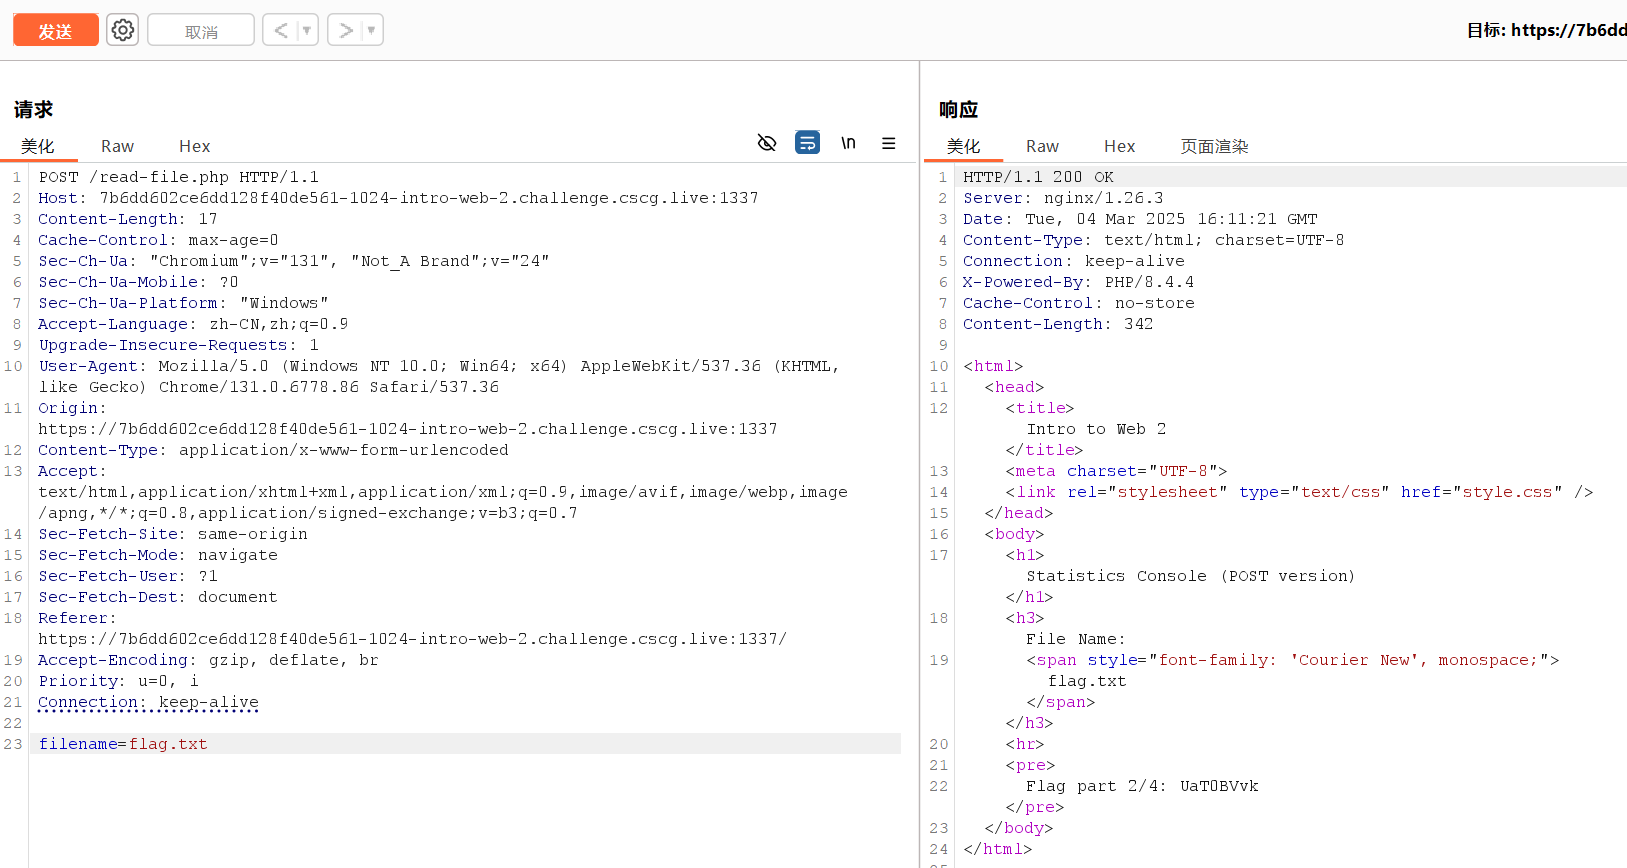 发送
取消
目标: https://7b6dd
请求
美化 Raw Hex
\n
1 POST /read-file.php HTTP/1.1
2 Host: 7b6dd602ce6dd128f40de561-1024-intro-web-2.challenge.cscg.live:1337
3 Content-Length: 17
4 Cache-Control: max-age=0
5 Sec-Ch-Ua: "Chromium";v="131", "Not_A Brand";v="24"
6 Sec-Ch-Ua-Mobile: ?0
7 Sec-Ch-Ua-Platform: "Windows"
8 Accept-Language: zh-CN,zh;q=0.9
9 Upgrade-Insecure-Requests: 1
10 User-Agent: Mozilla/5.0 (Windows NT 10.0; Win64; x64) AppleWebKit/537.36 (KHTML,
like Gecko) Chrome/131.0.6778.86 Safari/537.36
11 Origin:
https://7b6dd602ce6dd128f40de561-1024-intro-web-2.challenge.cscg.live:1337
12 Content-Type: application/x-www-form-urlencoded
13 Accept:
text/html,application/xhtml+xml,application/xml;q=0.9,image/avif,image/webp,image
/apng,*/*;q=0.8,application/signed-exchange;v=b3;q=0.7
14 Sec-Fetch-Site: same-origin
15 Sec-Fetch-Mode: navigate
16 Sec-Fetch-User: ?1
17 Sec-Fetch-Dest: document
18 Referer:
https://7b6dd602ce6dd128f40de561-1024-intro-web-2.challenge.cscg.live:1337/
19 Accept-Encoding: gzip, deflate, br
20 Priority: u=0, i
21 Connection: keep-alive
22
23 filename=flag.txt
响应
美化 Raw Hex 页面渲染
1 HTTP/1.1 200 OK
2 Server: nginx/1.26.3
3 Date: Tue, 04 Mar 2025 16:11:21 GMT
4 Content-Type: text/html; charset=UTF-8
5 Connection: keep-alive
6 X-Powered-By: PHP/8.4.4
7 Cache-Control: no-store
8 Content-Length: 342
9
10 <html>
11 <head>
12 <title>
Intro to Web 2
</title>
13 <meta charset="UTF-8">
14 <link rel="stylesheet" type="text/css" href="style.css" />
15 </head>
16 <body>
17 <h1>
Statistics Console (POST version)
</h1>
18 <h3>
File Name:
19 <span style="font-family: 'Courier New', monospace;">
flag.txt
</span>
</h3>
20 <hr>
21 <pre>
22 Flag part 2/4: UaT0BVvk
</pre>
23 </body>
24 </html>